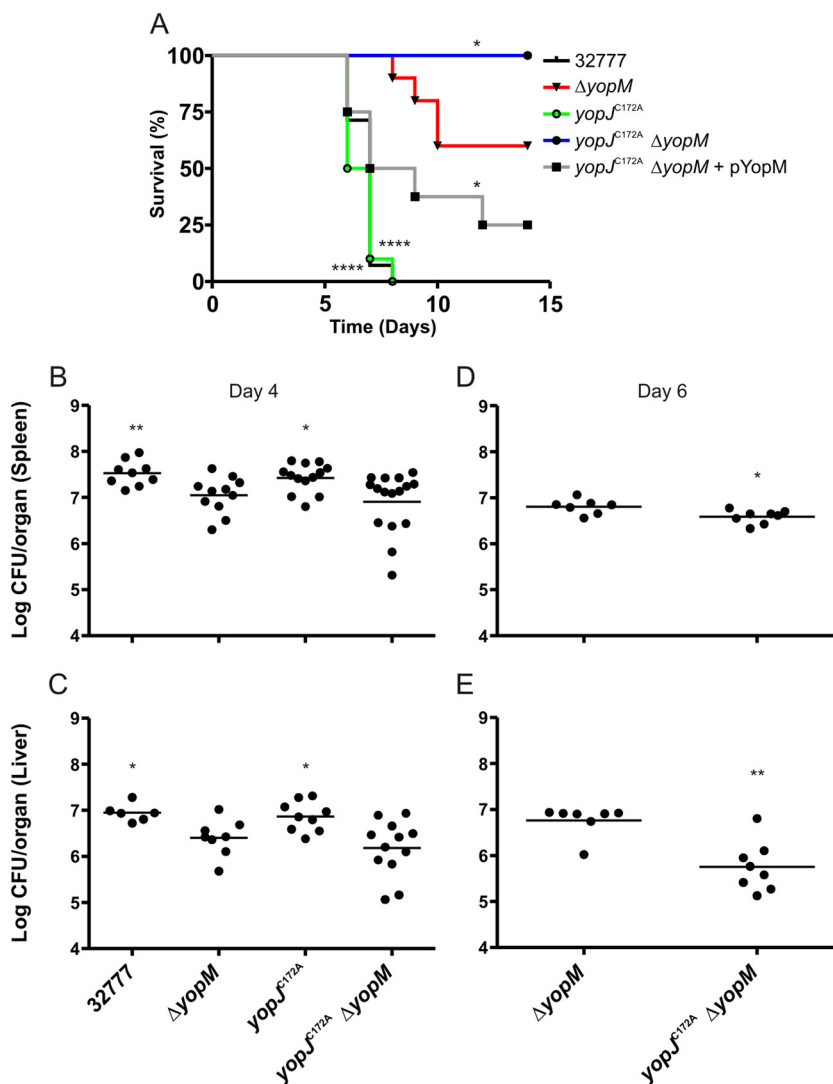 A
Survival (%)
100
75
50
25
0
0
5
10
15
Time (Days)
*
*
****
****
32777
ΔyopM
yopJC172A
yopJC172A ΔyopM
yopJC172A ΔyopM + pYopM
B
Day 4
Log CFU/organ (Spleen)
9
8
7
6
5
4
**
*
D
Day 6
9
8
7
6
5
4
*
C
Log CFU/organ (Liver)
9
8
7
6
5
4
*
*
32777
ΔyopM
yopJC172A
yopJC172A ΔyopM
E
9
8
7
6
5
4
**
ΔyopM
yopJC172A ΔyopM